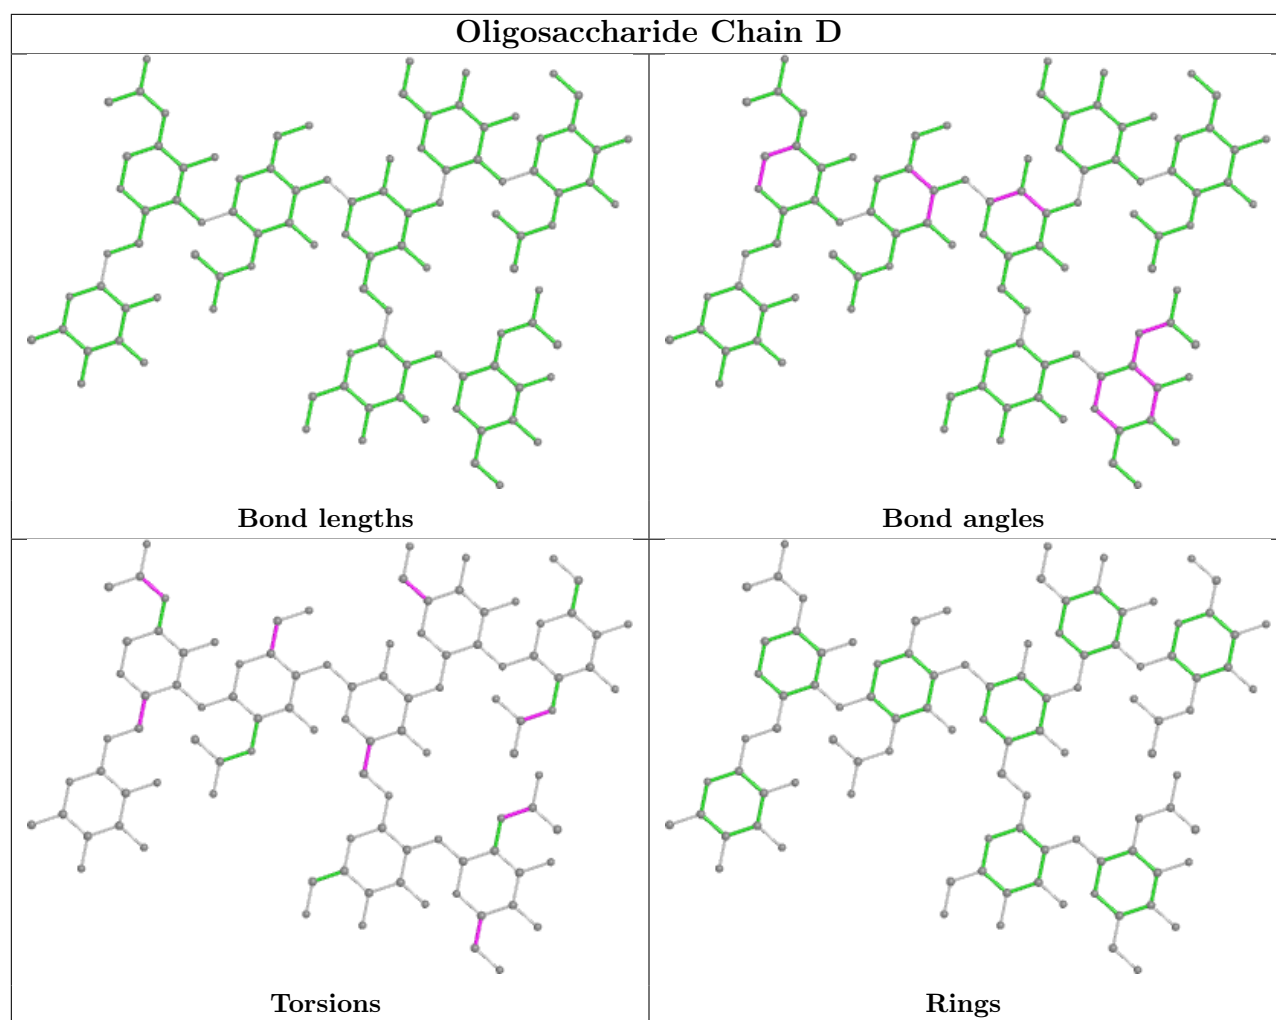 Oligosaccharide Chain D
Bond lengths
Bond angles
Torsions
Rings